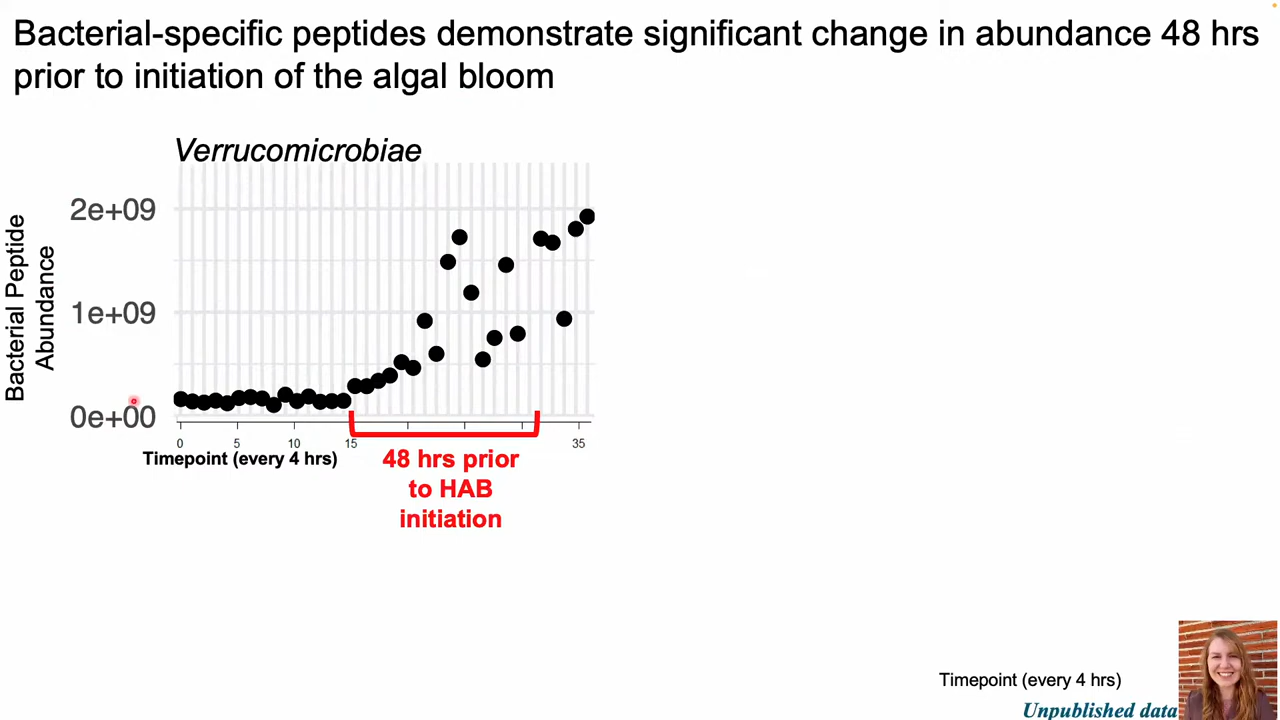 Bacterial-specific peptides demonstrate significant change in abundance 48 hrs
prior to initiation of the algal bloom
Verrucomicrobiae
Bacterial Peptide
Abundance
2e+09
1e+09
0e+00
0 5 10 15 35
Timepoint (every 4 hrs)
48 hrs prior
to HAB
initiation
Timepoint (every 4 hrs)
Unpublished data